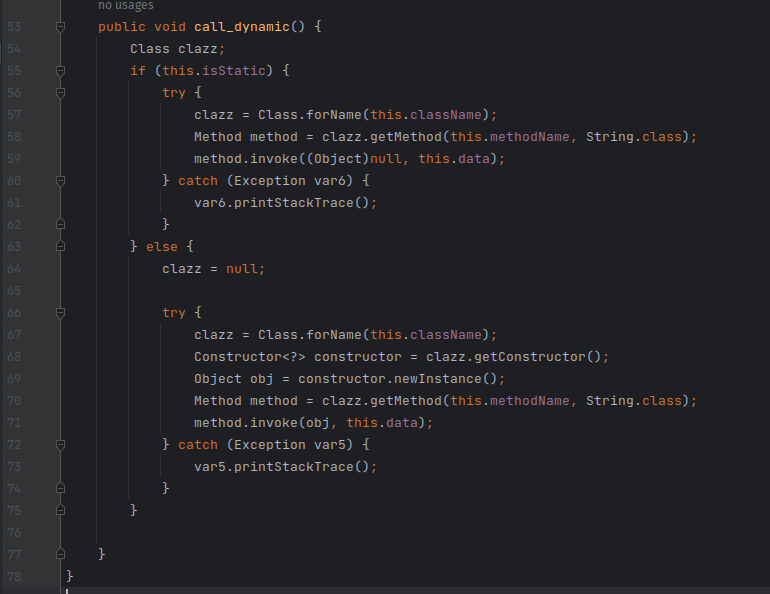 no usages
53 public void call_dynamic() {
54 Class clazz;
55 if (this.isStatic) {
56 try {
57 clazz = Class.forName(this.className);
58 Method method = clazz.getMethod(this.methodName, String.class);
59 method.invoke((Object)null, this.data);
60 } catch (Exception var6) {
61 var6.printStackTrace();
62 }
63 } else {
64 clazz = null;
65
66 try {
67 clazz = Class.forName(this.className);
68 Constructor<?> constructor = clazz.getConstructor();
69 Object obj = constructor.newInstance();
70 Method method = clazz.getMethod(this.methodName, String.class);
71 method.invoke(obj, this.data);
72 } catch (Exception var5) {
73 var5.printStackTrace();
74 }
75 }
76
77 }
78 }